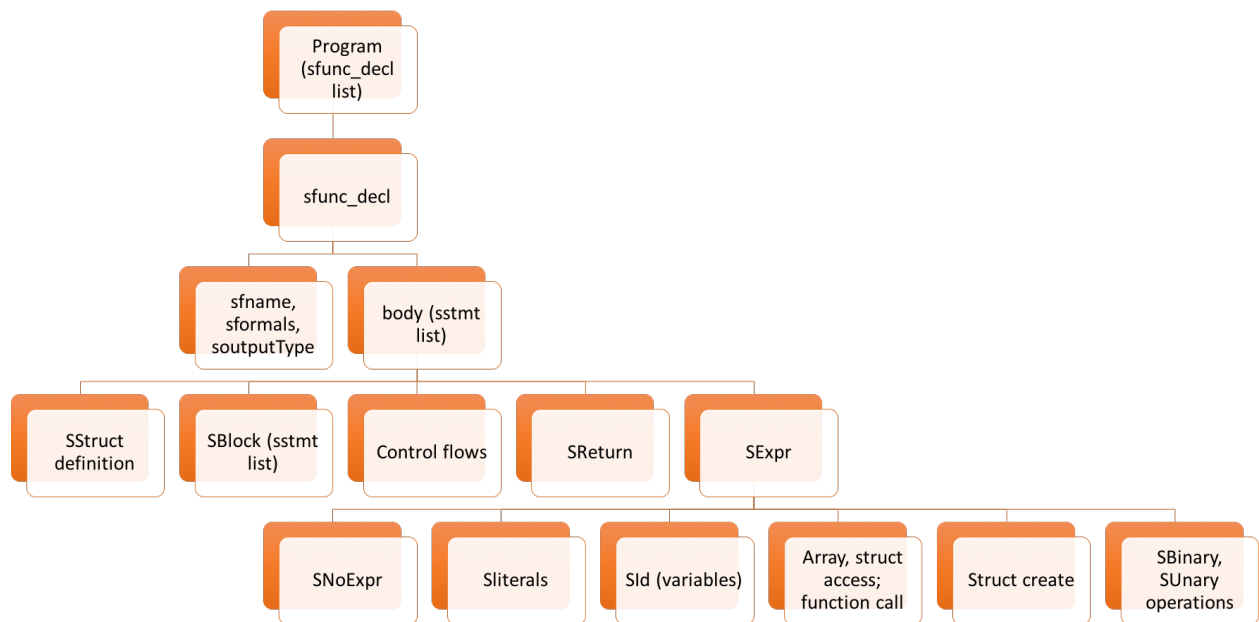 Program
(sfunc_decl
list)
sfunc_decl
sfname,
sformals,
soutputType
body (sstmt
list)
SStruct
definition
SBlock (sstmt
list)
Control flows
SReturn
SExpr
SNoExpr
Sliterals
SId (variables)
Array, struct
access;
function call
Struct create
SBinary,
SUnary
operations